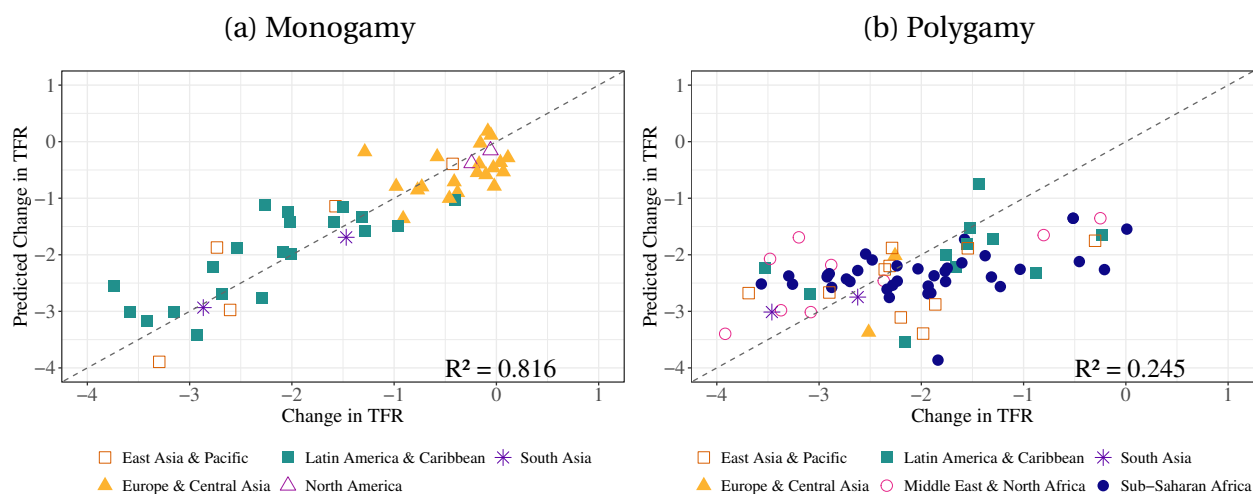 (a) Monogamy
Predicted Change in TFR
1
0
−1
−2
−3
−4
R² = 0.816
−4 −3 −2 −1 0 1
Change in TFR
East Asia & Pacific Latin America & Caribbean South Asia
Europe & Central Asia North America
(b) Polygamy
Predicted Change in TFR
1
0
−1
−2
−3
−4
R² = 0.245
−4 −3 −2 −1 0 1
Change in TFR
East Asia & Pacific Latin America & Caribbean South Asia
Europe & Central Asia Middle East & North Africa Sub−Saharan Africa